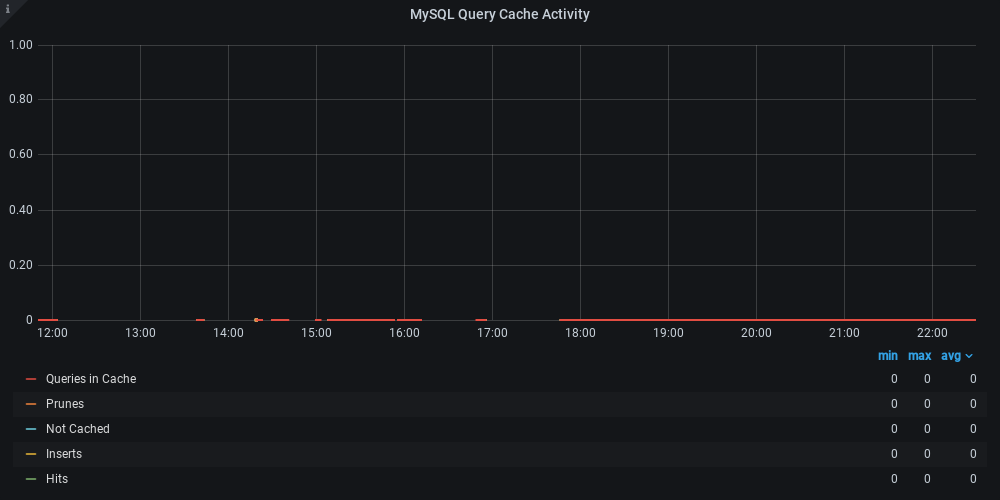 i
MySQL Query Cache Activity
1.00
0.80
0.60
0.40
0.20
0
12:00 13:00 14:00 15:00 16:00 17:00 18:00 19:00 20:00 21:00 22:00
min max avg
Queries in Cache 0 0 0
Prunes 0 0 0
Not Cached 0 0 0
Inserts 0 0 0
Hits 0 0 0